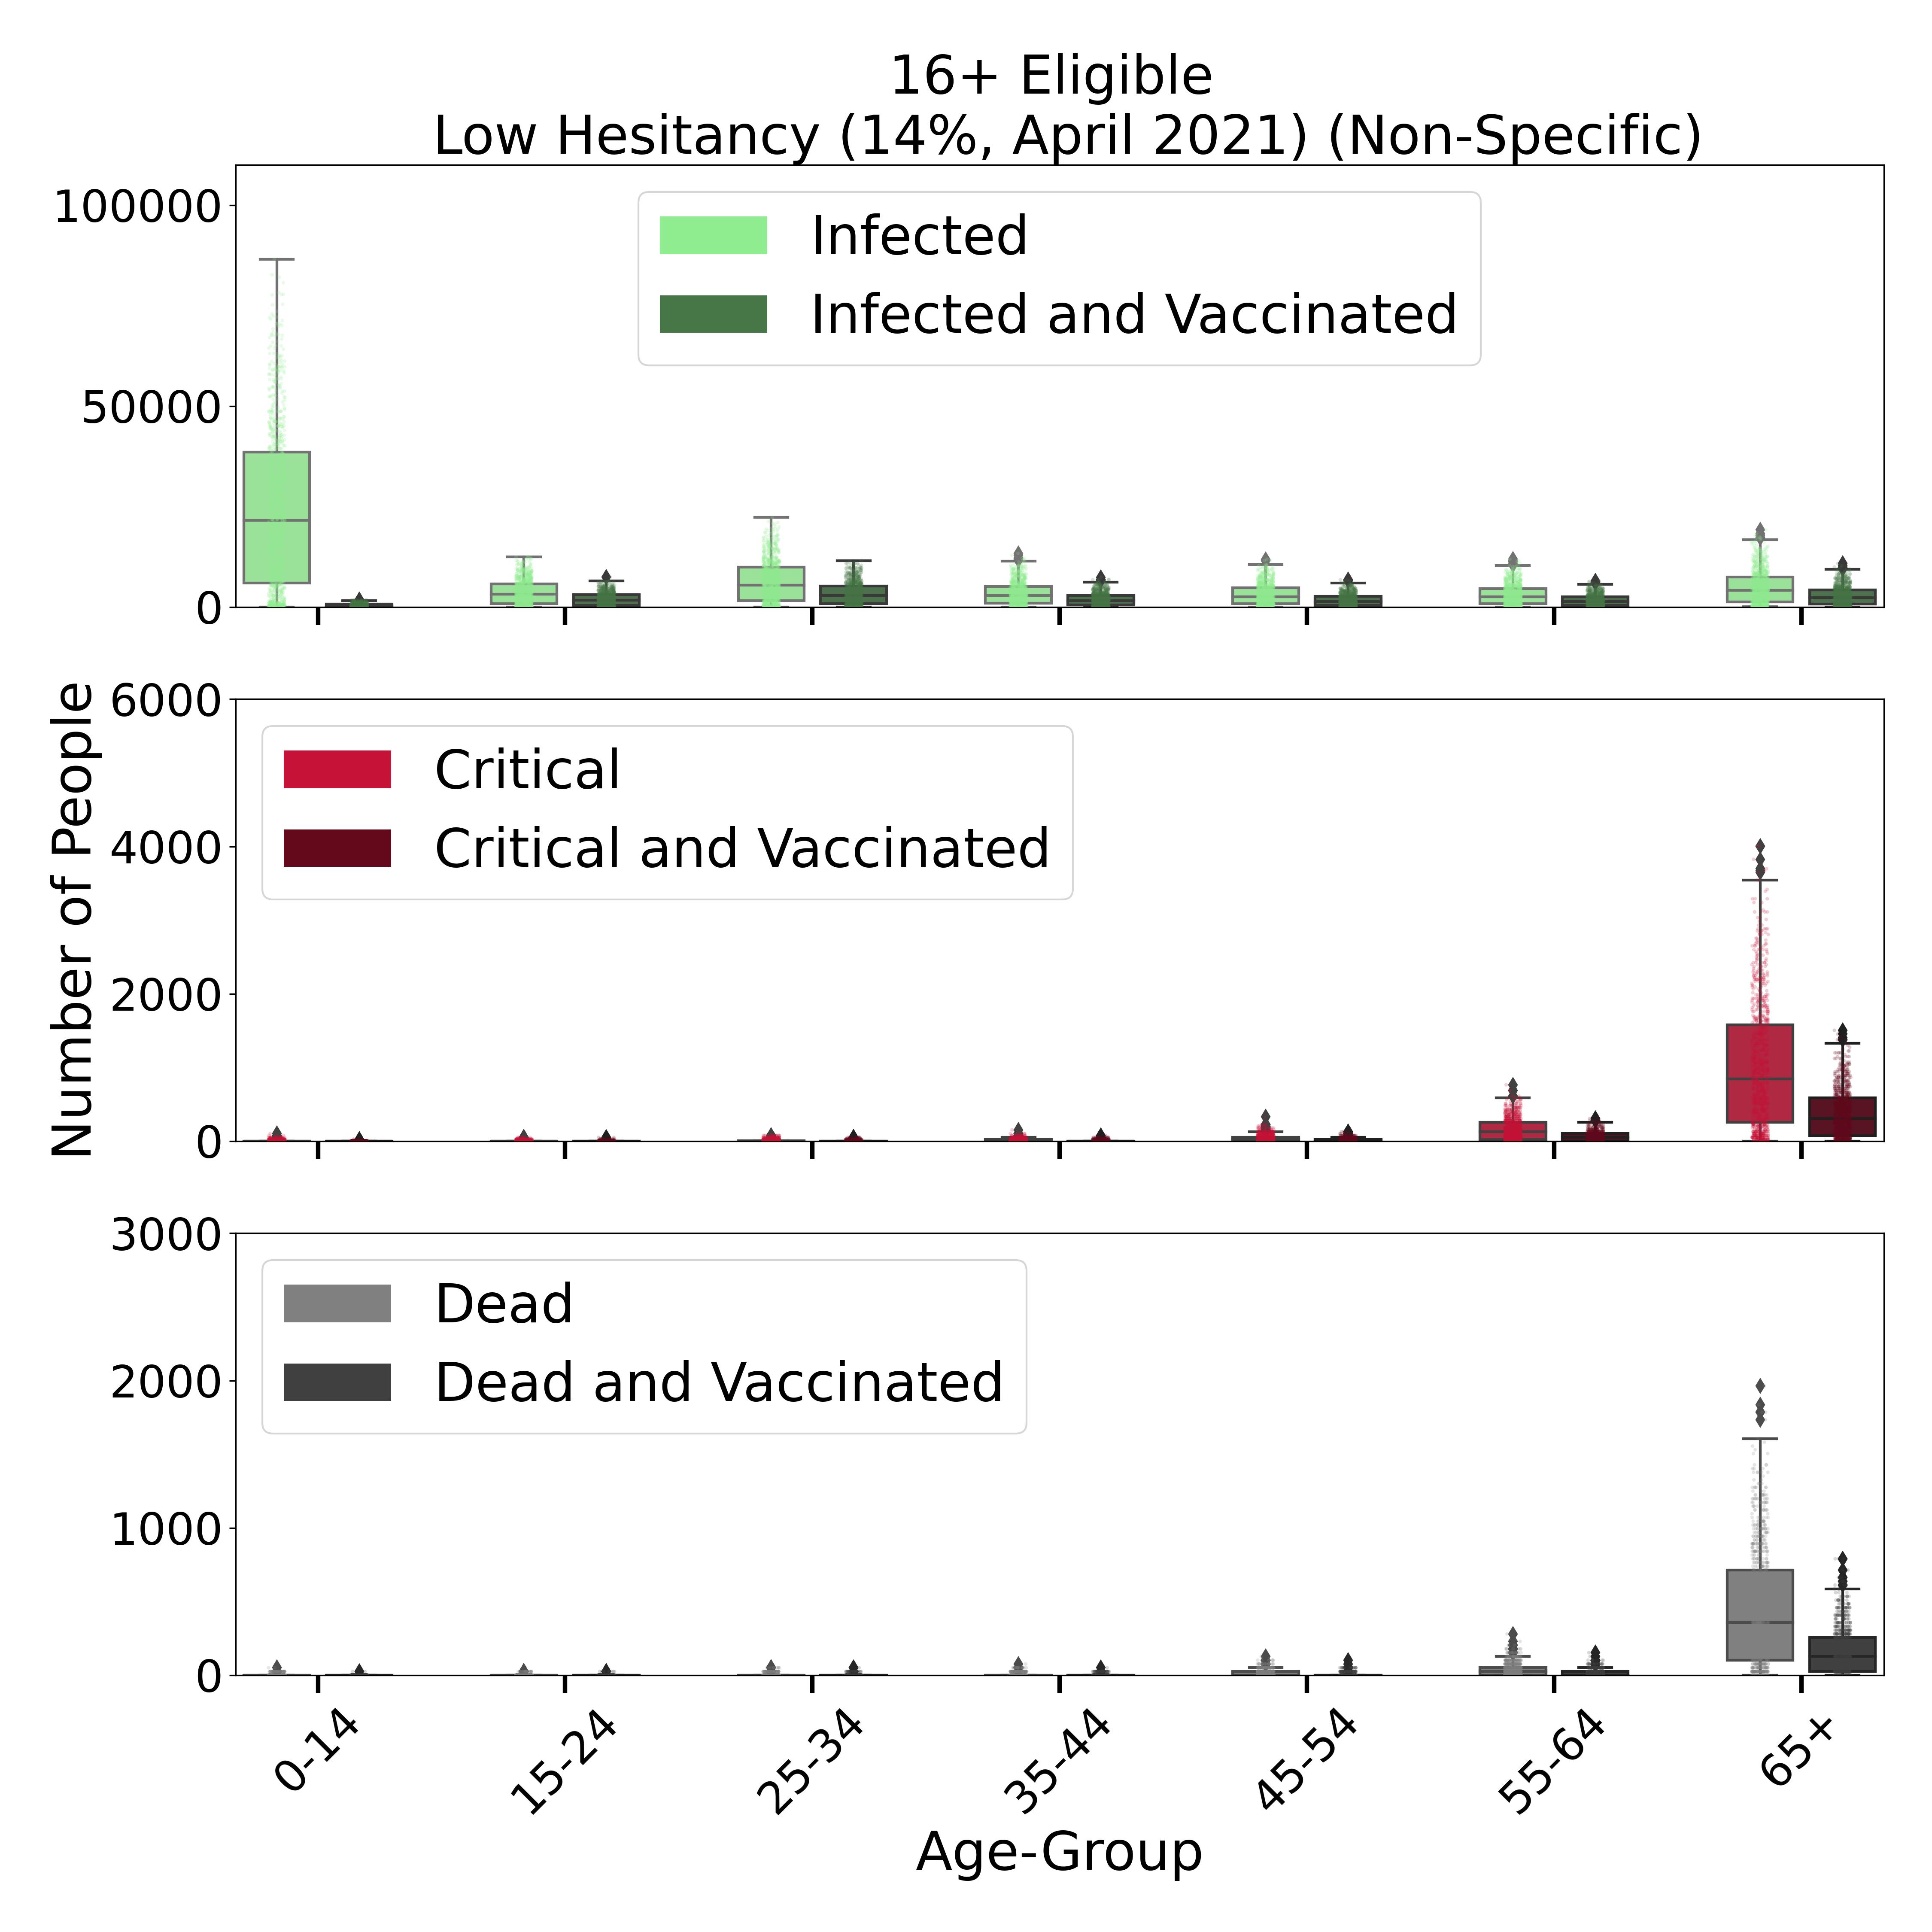 16+ Eligible
Low Hesitancy (14%, April 2021) (Non-Specific)
100000
50000
0
Infected
Infected and Vaccinated
Number of People
6000
4000
2000
0
Critical
Critical and Vaccinated
3000
2000
1000
0
Dead
Dead and Vaccinated
0-14
15-24
25-34
35-44
45-54
55-64
65+
Age-Group